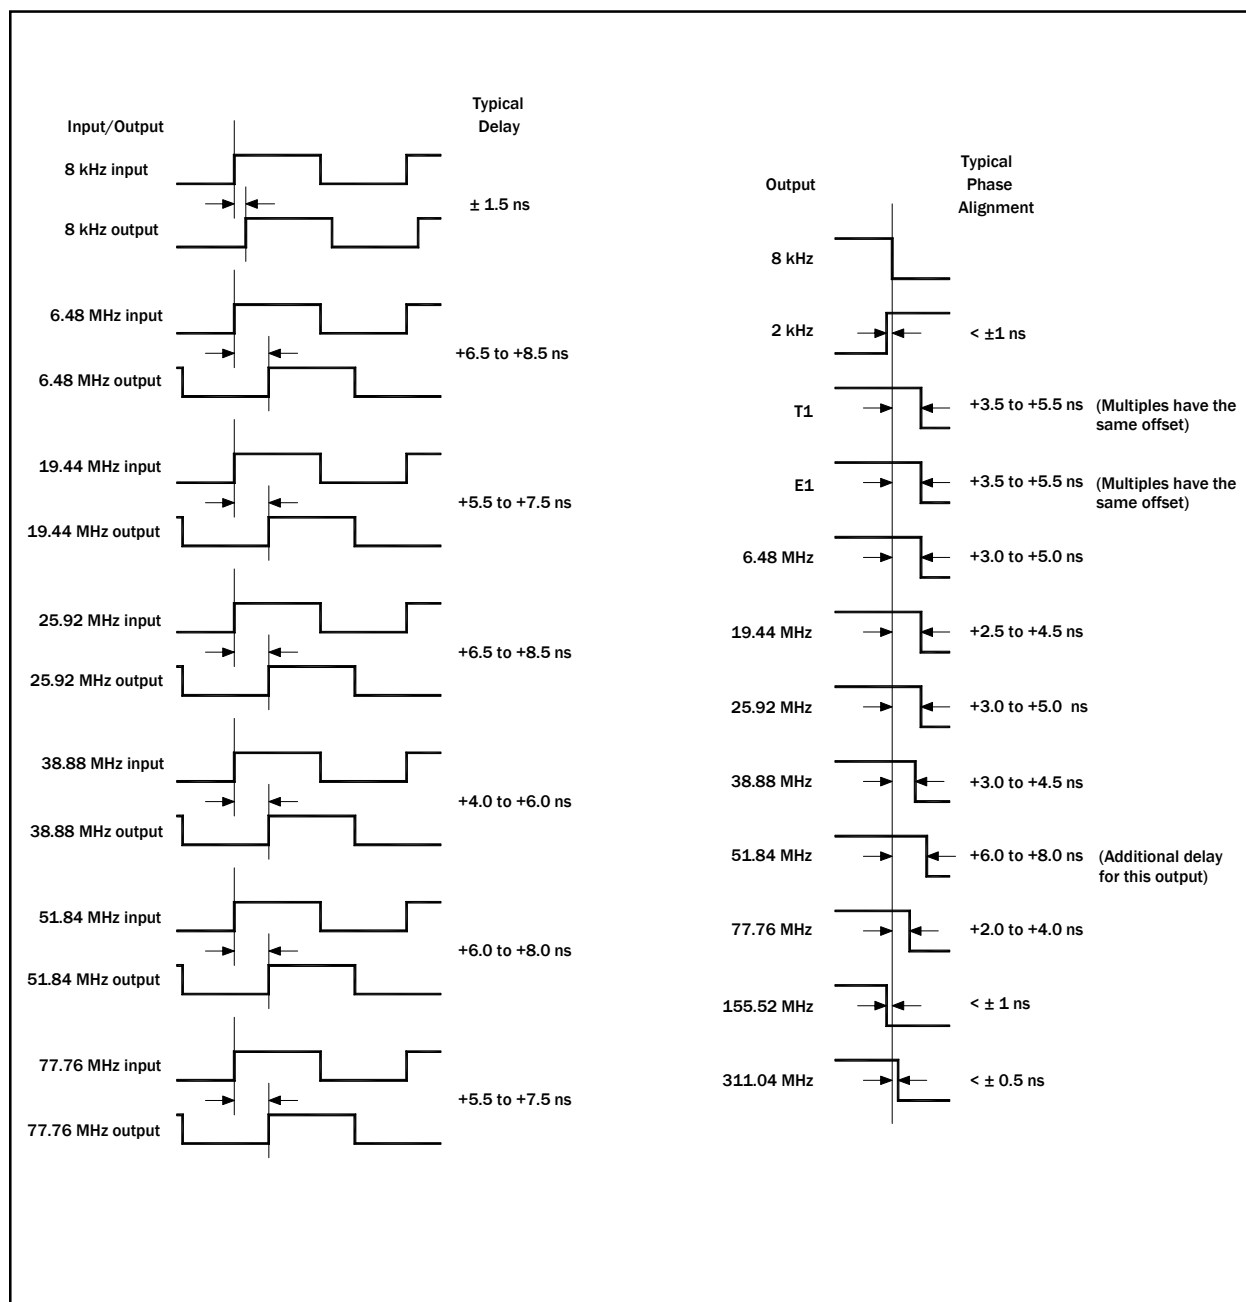 Typical
Input/Output Delay
8 kHz input
± 1.5 ns
8 kHz output
6.48 MHz input
+6.5 to +8.5 ns
6.48 MHz output
19.44 MHz input
+5.5 to +7.5 ns
19.44 MHz output
25.92 MHz input
+6.5 to +8.5 ns
25.92 MHz output
38.88 MHz input
+4.0 to +6.0 ns
38.88 MHz output
51.84 MHz input
+6.0 to +8.0 ns
51.84 MHz output
77.76 MHz input
+5.5 to +7.5 ns
77.76 MHz output
Typical
Output Phase
Alignment
8 kHz
2 kHz < ±1 ns
T1 +3.5 to +5.5 ns (Multiples have the
same offset)
E1 +3.5 to +5.5 ns (Multiples have the
same offset)
6.48 MHz +3.0 to +5.0 ns
19.44 MHz +2.5 to +4.5 ns
25.92 MHz +3.0 to +5.0 ns
38.88 MHz +3.0 to +4.5 ns
51.84 MHz +6.0 to +8.0 ns (Additional delay
for this output)
77.76 MHz +2.0 to +4.0 ns
155.52 MHz < ± 1 ns
311.04 MHz < ± 0.5 ns